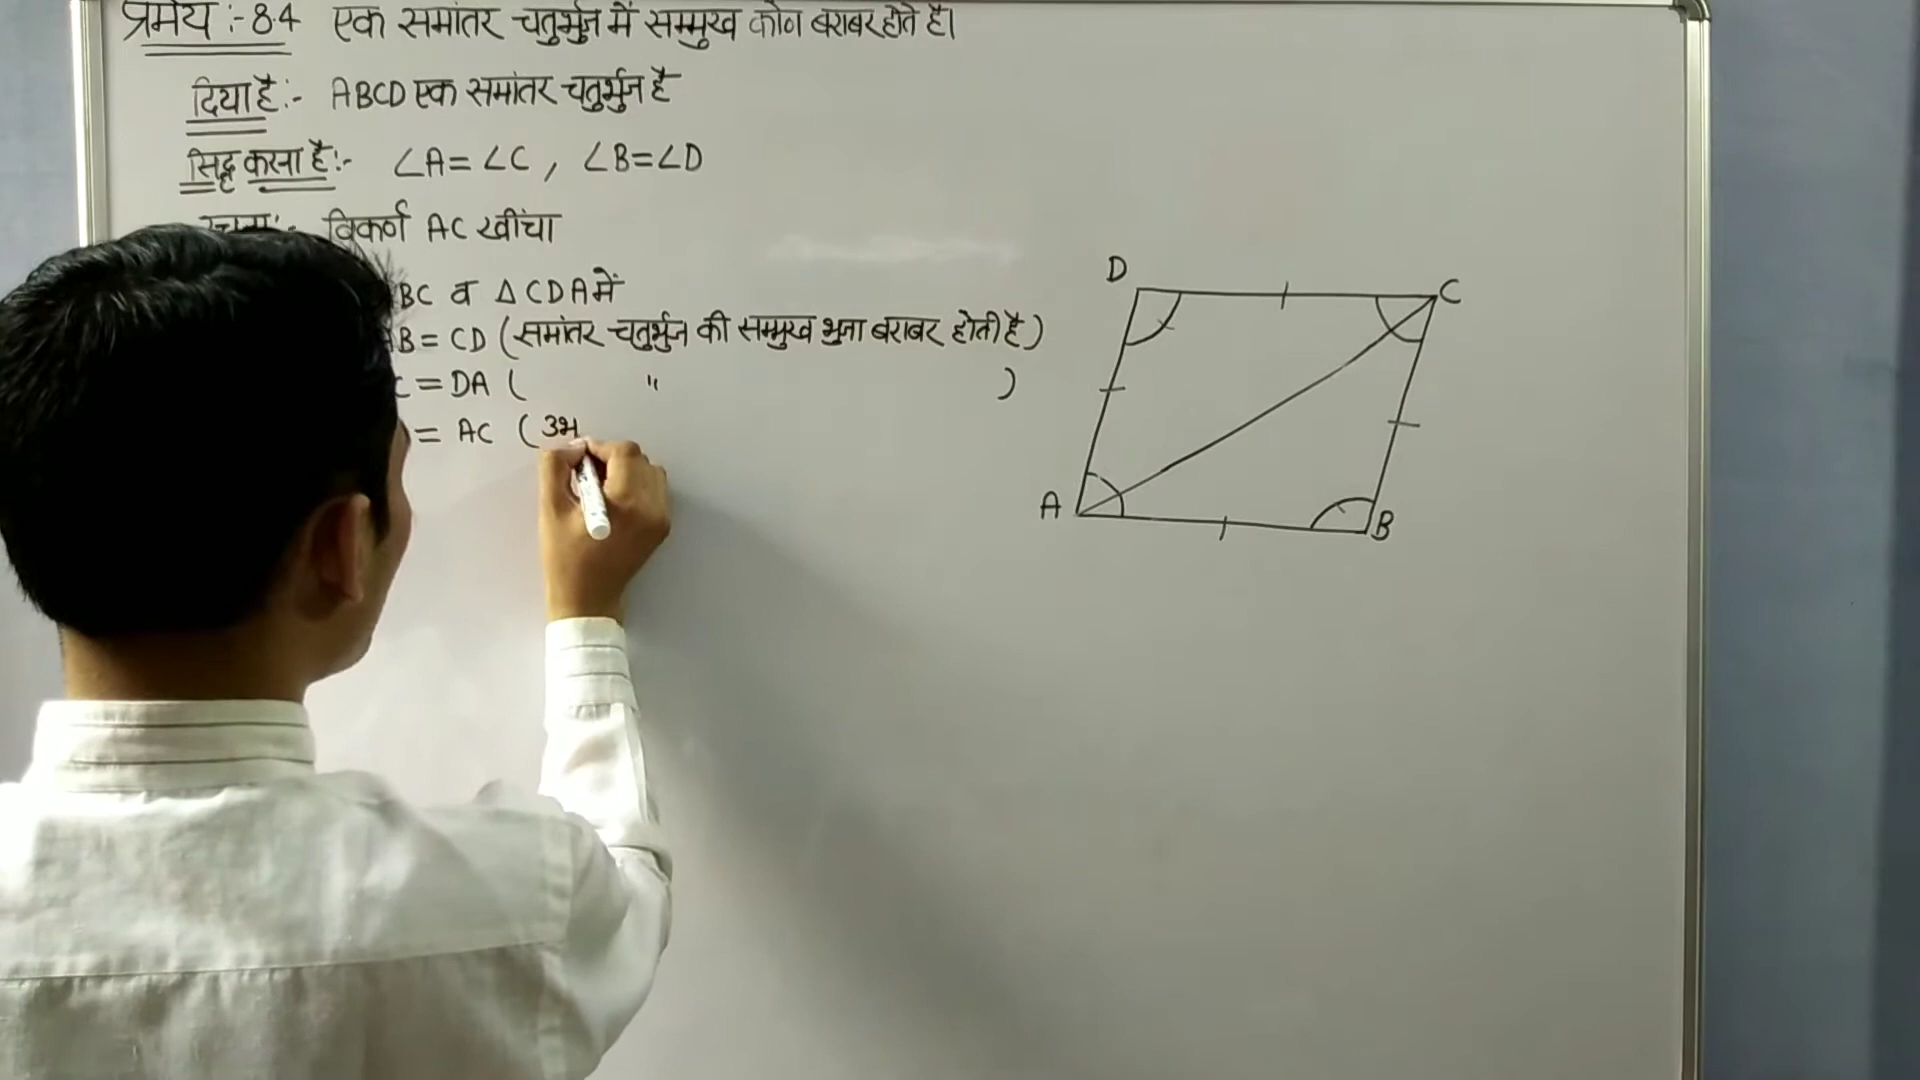 प्रमेय :- 8.4 एक समांतर चतुर्भुज में सम्मुख कोण बराबर होते है।
दिया है:- ABCD एक समांतर चतुर्भुज है
सिद्ध करना है:- ∠A = ∠C , ∠B = ∠D
रचना:- विकर्ण AC खींचा
BC व △ CDA में
B = CD (समांतर चतुर्भुज की सम्मुख भुजा बराबर होती है)
C = DA ( " )
= AC (उभ
D
C
A
B